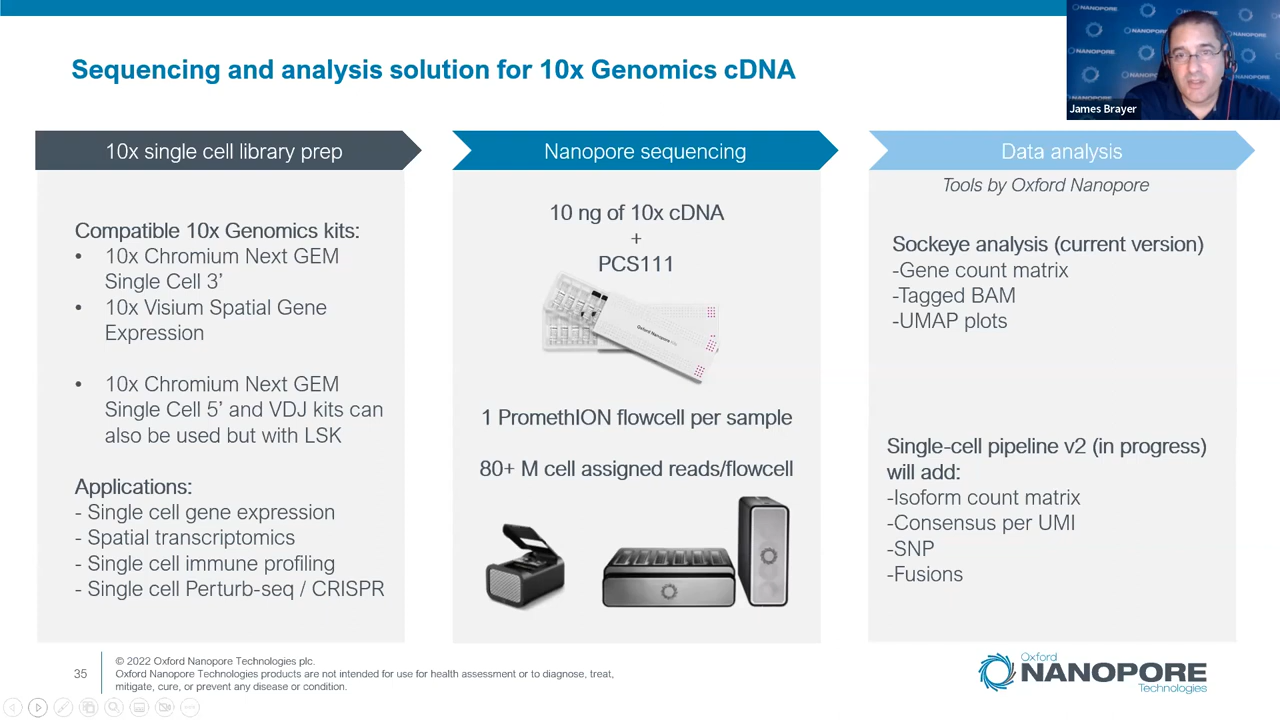 Sequencing and analysis solution for 10x Genomics cDNA
James Brayer
10x single cell library prep
Compatible 10x Genomics kits:
• 10x Chromium Next GEM
Single Cell 3’
• 10x Visium Spatial Gene
Expression
• 10x Chromium Next GEM
Single Cell 5’ and VDJ kits can
also be used but with LSK
Applications:
- Single cell gene expression
- Spatial transcriptomics
- Single cell immune profiling
- Single cell Perturb-seq / CRISPR
Nanopore sequencing
10 ng of 10x cDNA
+
PCS111
1 PromethION flowcell per sample
80+ M cell assigned reads/flowcell
Data analysis
Tools by Oxford Nanopore
Sockeye analysis (current version)
-Gene count matrix
-Tagged BAM
-UMAP plots
Single-cell pipeline v2 (in progress)
will add:
-Isoform count matrix
-Consensus per UMI
-SNP
-Fusions
35
© 2022 Oxford Nanopore Technologies plc.
Oxford Nanopore Technologies products are not intended for use for health assessment or to diagnose, treat,
mitigate, cure, or prevent any disease or condition.
Oxford
NANOPORE
Technologies